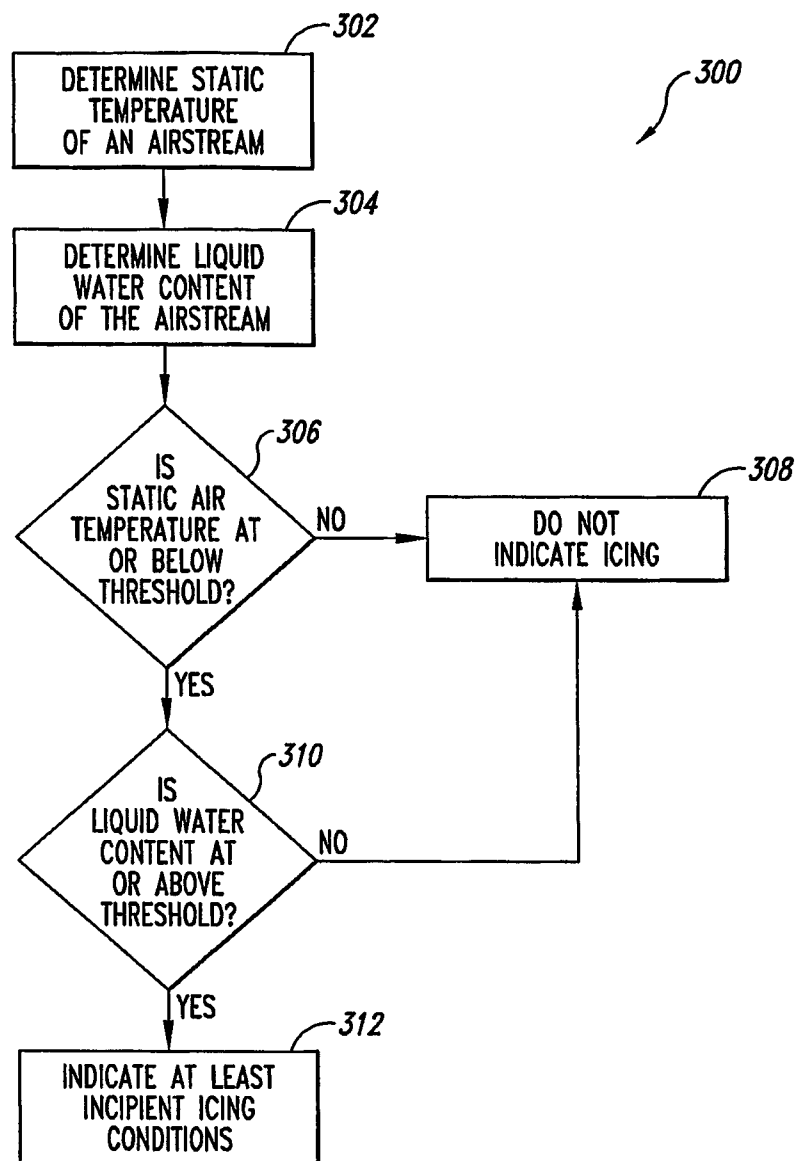 302
DETERMINE STATIC
TEMPERATURE
OF AN AIRSTREAM
300
304
DETERMINE LIQUID
WATER CONTENT
OF THE AIRSTREAM
306
IS
STATIC AIR
TEMPERATURE AT
OR BELOW
THRESHOLD?
NO
308
DO NOT
INDICATE ICING
YES
310
IS
LIQUID WATER
CONTENT AT
OR ABOVE
THRESHOLD?
NO
YES
312
INDICATE AT LEAST
INCIPIENT ICING
CONDITIONS